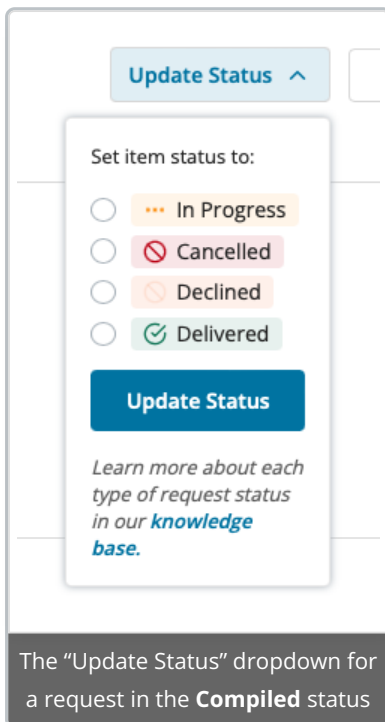 Update Status
Set item status to:
In Progress
Cancelled
Declined
Delivered
Update Status
Learn more about each
type of request status
in our knowledge
base.
The “Update Status” dropdown for
a request in the Compiled status